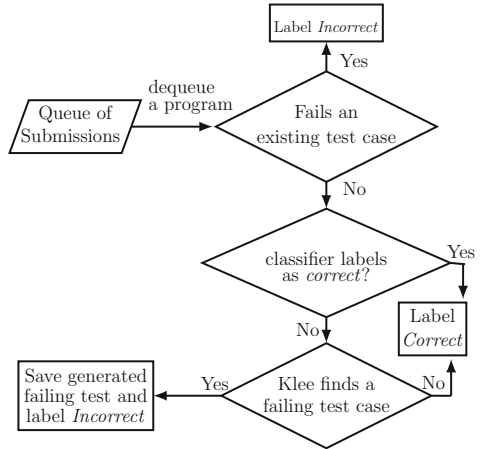 Label Incorrect
Yes
dequeue
a program
Queue of
Submissions
Fails an
existing test case
No
classifier labels
as correct?
Yes
Label
Correct
No
Save generated
failing test and
label Incorrect
Yes
Klee finds a
failing test case
No